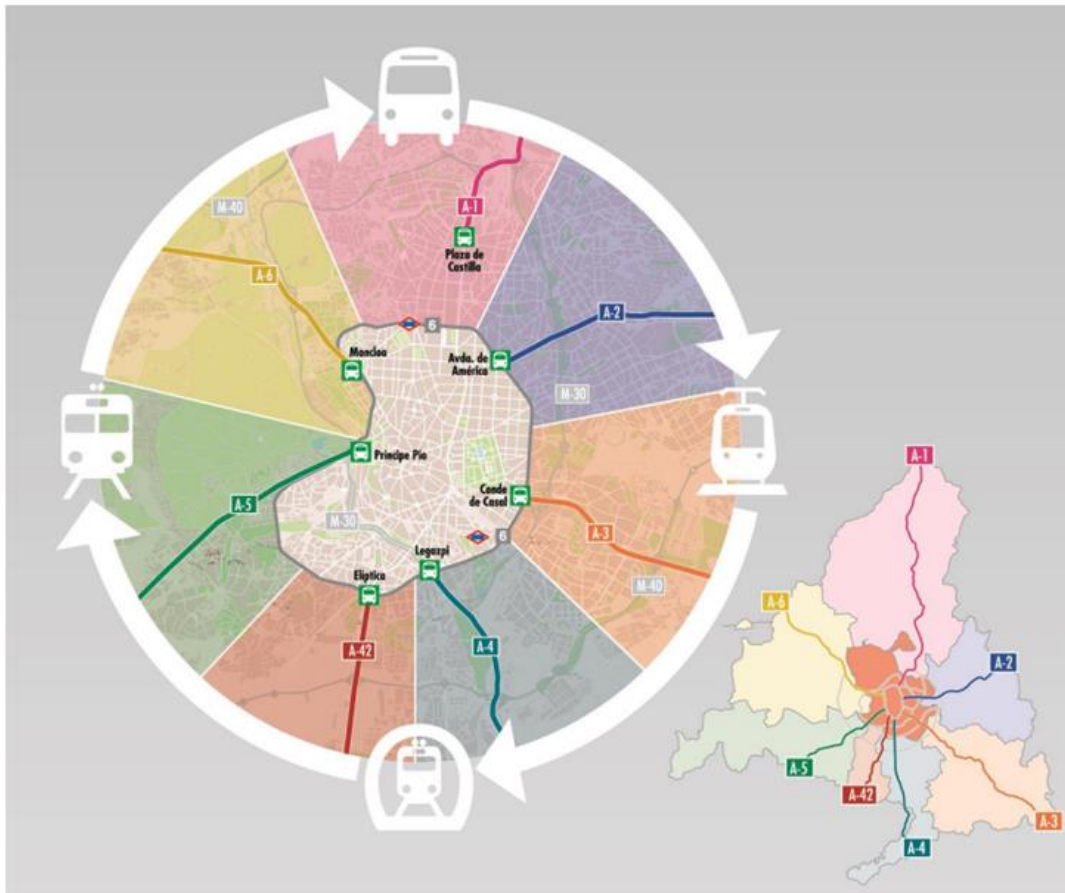 M-40
A-1
Plaza de
Castilla
A-6
A-2
6
Moncloa
Avda. de
América
M-30
Príncipe Pío
Conde
de Casal
A-5
M-30
A-3
6
Legazpi
M-40
Elíptica
A-42
A-4
A-1
A-6
A-2
A-5
A-42
A-3
A-4